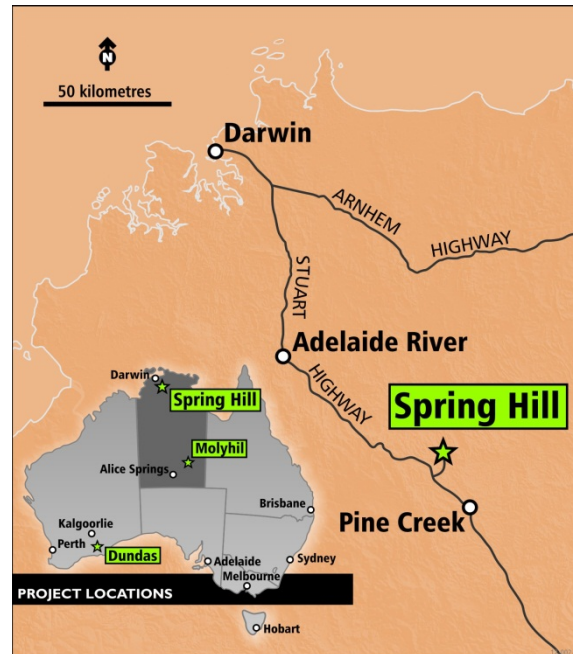 N
50 kilometres
Darwin
ARNHEM
HIGHWAY
STUART
Adelaide River
HIGHWAY
Spring Hill
Pine Creek
Darwin
Spring Hill
Molyhil
Alice Springs
Brisbane
Kalgoorlie
Perth
Dundas
Adelaide
Sydney
Melbourne
PROJECT LOCATIONS
Hobart